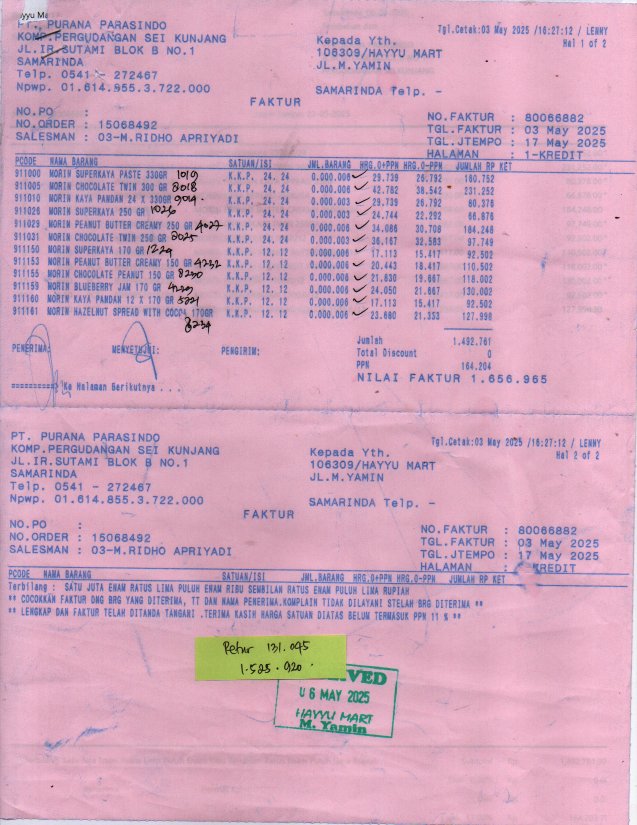 PT. PURANA PARASINDO
KOMP.PERGUDANGAN SEI KUNJANG
JL.IR.SUTAMI BLOK B NO.1
SAMARINDA
Telp. 0541 - 272467
Npwp. 01.614.955.3.722.000
Tgl.Cetak:03 May 2025 /16:27:12 / LENNY
Hal 1 of 2
Kepada Yth.
106309/HAYYU MART
JL.M.YAMIN
SAMARINDA Telp. -
FAKTUR
NO.PO :
NO.ORDER : 15068492
SALESMAN : 03-M.RIDHO APRIYADI
NO.FAKTUR : 80066882
TGL.FAKTUR : 03 May 2025
TGL.JTEMPO : 17 May 2025
HALAMAN : 1-KREDIT
PCODE NAMA BARANG SATUAN/ISI JML.BARANG HRG.0+PPN HRG.0-PPN JUMLAH RP KET
911000 MORIN SUPERKAYA PASTE 330GR 1019 K.K.P. 24. 24 0.000.006 29.739 26.792 160.752
911005 MORIN CHOCOLATE TWIN 300 GR 8018 K.K.P. 24. 24 0.000.006 42.782 38.542 231.252
911010 MORIN KAYA PANDAN 24 X 330GR 9014 K.K.P. 24. 24 0.000.003 29.739 26.792 80.376
911026 MORIN SUPERKAYA 250 GR 1026 K.K.P. 24. 24 0.000.003 24.744 22.292 66.876
911029 MORIN PEANUT BUTTER CREAMY 250 GR 4027 K.K.P. 24. 24 0.000.006 34.086 30.708 184.248
911031 MORIN CHOCOLATE TWIN 250 GR 8025 K.K.P. 24. 24 0.000.003 36.167 32.583 97.749
911150 MORIN SUPERKAYA 170 GR 1229 K.K.P. 12. 12 0.000.006 17.113 15.417 92.502
911153 MORIN PEANUT BUTTER CREAMY 150 GR 4232 K.K.P. 12. 12 0.000.006 20.443 18.417 110.502
911155 MORIN CHOCOLATE PEANUT 150 GR 8230 K.K.P. 12. 12 0.000.006 21.830 19.667 118.002
911159 MORIN BLUEBERRY JAM 170 GR K.K.P. 12. 12 0.000.006 24.050 21.667 130.002
911160 MORIN KAYA PANDAN 12 X 170 GR K.K.P. 12. 12 0.000.006 17.113 15.417 92.502
911161 MORIN HAZELNUT SPREAD WITH COCOA 170GR K.K.P. 12. 12 0.000.006 23.680 21.353 127.998
8234
Jumlah 1.492.761
Total Discount 0
PPN 164.204
NILAI FAKTUR 1.656.965
PENERIMA: MENYETUJUI: PENGIRIM:
==========> Ke Halaman Berikutnya . . .
PT. PURANA PARASINDO
KOMP.PERGUDANGAN SEI KUNJANG
JL.IR.SUTAMI BLOK B NO.1
SAMARINDA
Telp. 0541 - 272467
Npwp. 01.614.855.3.722.000
Tgl.Cetak:03 May 2025 /16:27:12 / LENNY
Hal 2 of 2
Kepada Yth.
106309/HAYYU MART
JL.M.YAMIN
SAMARINDA Telp. -
FAKTUR
NO.PO :
NO.ORDER : 15068492
SALESMAN : 03-M.RIDHO APRIYADI
NO.FAKTUR : 80066882
TGL.FAKTUR : 03 May 2025
TGL.JTEMPO : 17 May 2025
HALAMAN : KREDIT
PCODE NAMA BARANG SATUAN/ISI JML.BARANG HRG.0+PPN HRG.0-PPN JUMLAH RP KET
Terbilang : SATU JUTA ENAM RATUS LIMA PULUH ENAM RIBU SEMBILAN RATUS ENAM PULUH LIMA RUPIAH
** COCOKKAN FAKTUR DNG BRG YANG DITERIMA, TT DAN NAMA PENERIMA.KOMPLAIN TIDAK DILAYANI STELAH BRG DITERIMA **
** LENGKAP DAN FAKTUR TELAH DITANDA TANGANI .TERIMA KASIH HARGA SATUAN DIATAS BELUM TERMASUK PPN 11 % **
Retur 131.045
1.525.920
06 MAY 2025
HAYYU MART
M. Yamin